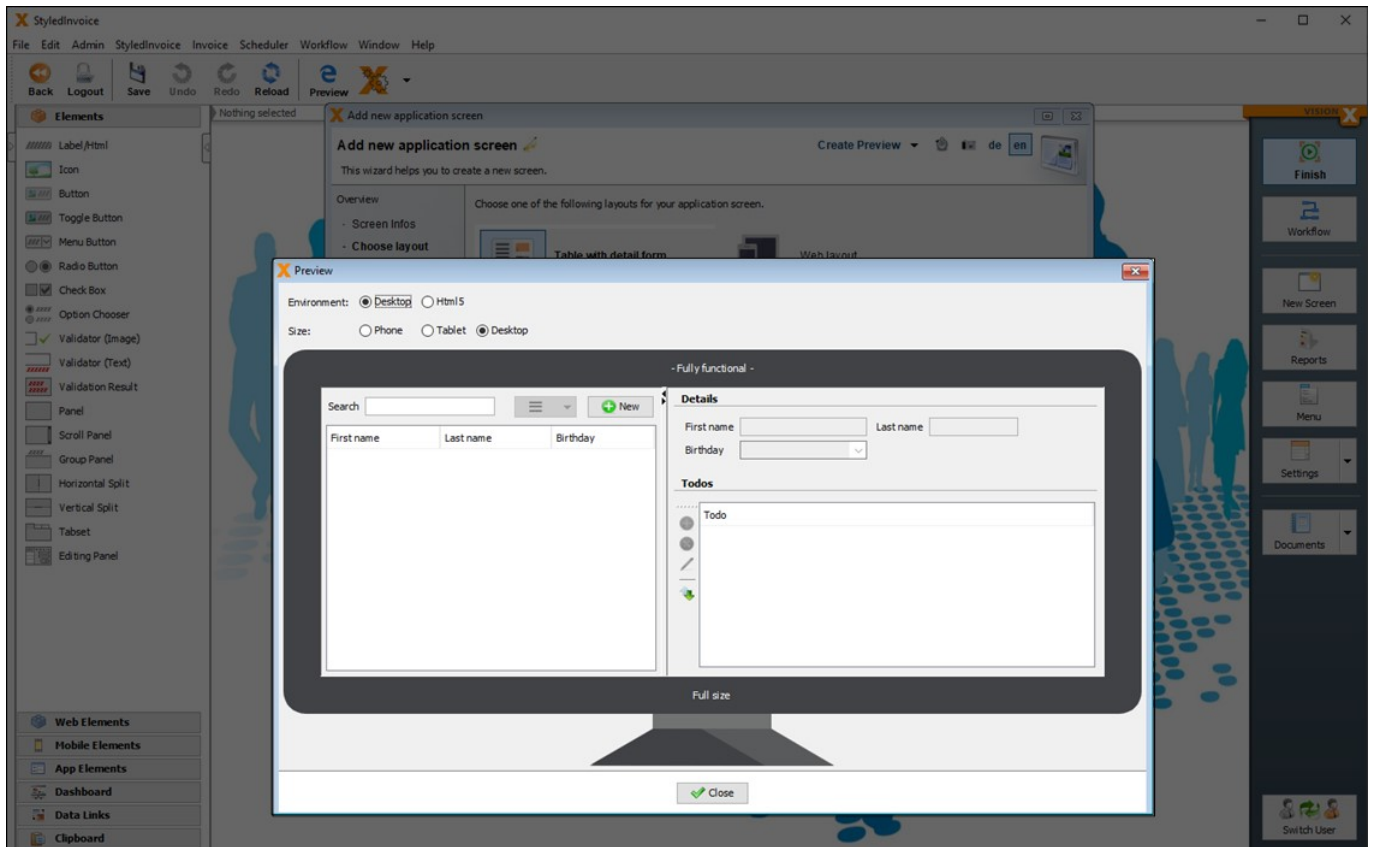 StyledInvoice
File Edit Admin StyledInvoice Invoice Scheduler Workflow Window Help
Back Logout Save Undo Redo Reload Preview
Elements
Nothing selected
Label/Html
Icon
Button
Toggle Button
Menu Button
Radio Button
Check Box
Option Chooser
Validator (Image)
Validator (Text)
Validation Result
Panel
Scroll Panel
Group Panel
Horizontal Split
Vertical Split
Tabset
Editing Panel
Web Elements
Mobile Elements
App Elements
Dashboard
Data Links
Clipboard
Add new application screen
Add new application screen
Create Preview de en
This wizard helps you to create a new screen.
Overview
- Screen Infos
- Choose layout
Choose one of the following layouts for your application screen.
Table with detail form
Web layout
Preview
Environment: Desktop Html5
Size: Phone Tablet Desktop
- Fully functional -
Search New
First name Last name Birthday
Details
First name Last name
Birthday
Todos
Todo
Full size
Close
VISION
Finish
Workflow
New Screen
Reports
Menu
Settings
Documents
Switch User